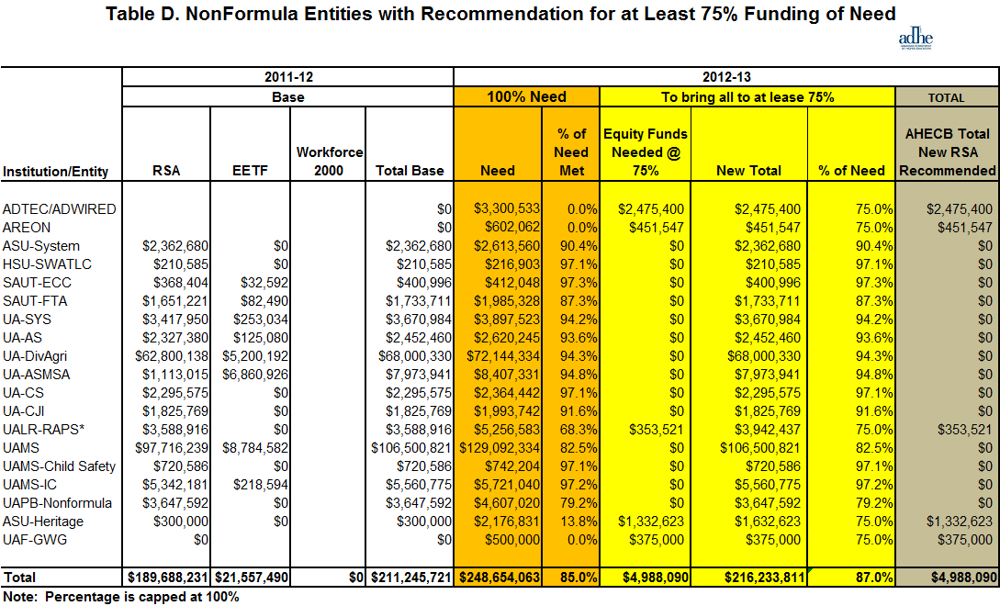 Table D. NonFormula Entities with Recommendation for at Least 75% Funding of Need
adhe
2011-12 2012-13
Base 100% Need To bring all to at lease 75% TOTAL
Institution/Entity RSA EETF Workforce 2000 Total Base Need % of Need Met Equity Funds Needed @ 75% New Total % of Need AHECB Total New RSA Recommended
ADTEC/ADWIRED $0 $3,300,533 0.0% $2,475,400 $2,475,400 75.0% $2,475,400
AREON $0 $602,062 0.0% $451,547 $451,547 75.0% $451,547
ASU-System $2,362,680 $0 $2,362,680 $2,613,560 90.4% $0 $2,362,680 90.4% $0
HSU-SWATLC $210,585 $0 $210,585 $216,903 97.1% $0 $210,585 97.1% $0
SAUT-ECC $368,404 $32,592 $400,996 $412,048 97.3% $0 $400,996 97.3% $0
SAUT-FTA $1,651,221 $82,490 $1,733,711 $1,985,328 87.3% $0 $1,733,711 87.3% $0
UA-SYS $3,417,950 $253,034 $3,670,984 $3,897,523 94.2% $0 $3,670,984 94.2% $0
UA-AS $2,327,380 $125,080 $2,452,460 $2,620,245 93.6% $0 $2,452,460 93.6% $0
UA-DivAgri $62,800,138 $5,200,192 $68,000,330 $72,144,334 94.3% $0 $68,000,330 94.3% $0
UA-ASMSA $1,113,015 $6,860,926 $7,973,941 $8,407,331 94.8% $0 $7,973,941 94.8% $0
UA-CS $2,295,575 $0 $2,295,575 $2,364,442 97.1% $0 $2,295,575 97.1% $0
UA-CJI $1,825,769 $0 $1,825,769 $1,993,742 91.6% $0 $1,825,769 91.6% $0
UALR-RAPS* $3,588,916 $0 $3,588,916 $5,256,583 68.3% $353,521 $3,942,437 75.0% $353,521
UAMS $97,716,239 $8,784,582 $106,500,821 $129,092,334 82.5% $0 $106,500,821 82.5% $0
UAMS-Child Safety $720,586 $0 $720,586 $742,204 97.1% $0 $720,586 97.1% $0
UAMS-IC $5,342,181 $218,594 $5,560,775 $5,721,040 97.2% $0 $5,560,775 97.2% $0
UAPB-Nonformula $3,647,592 $0 $3,647,592 $4,607,020 79.2% $0 $3,647,592 79.2% $0
ASU-Heritage $300,000 $0 $300,000 $2,176,831 13.8% $1,332,623 $1,632,623 75.0% $1,332,623
UAF-GWG $0 $0 $500,000 0.0% $375,000 $375,000 75.0% $375,000
Total $189,688,231 $21,557,490 $0 $211,245,721 $248,654,063 85.0% $4,988,090 $216,233,811 87.0% $4,988,090
Note: Percentage is capped at 100%